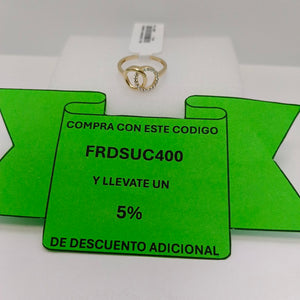 COMPRA CON ESTE CODIGO
FRDSUC400
Y LLEVATE UN
5%
DE DESCUENTO ADICIONAL